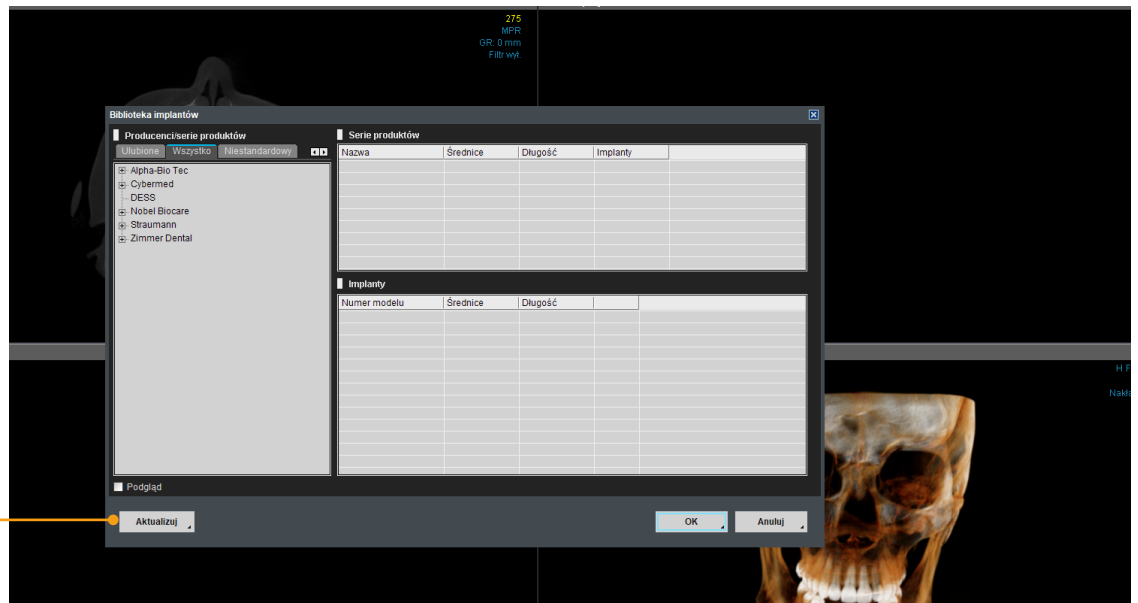 275
MPR
GR: 0 mm
Filtr wył.
Biblioteka implantów
Producenci/serie produktów
Ulubione Wszystko Niestandardowy
Alpha-Bio Tec
Cybermed
DESS
Nobel Biocare
Straumann
Zimmer Dental
Podgląd
Serie produktów
Nazwa Średnice Długość Implanty
Implanty
Numer modelu Średnice Długość
Aktualizuj
OK Anuluj
H F